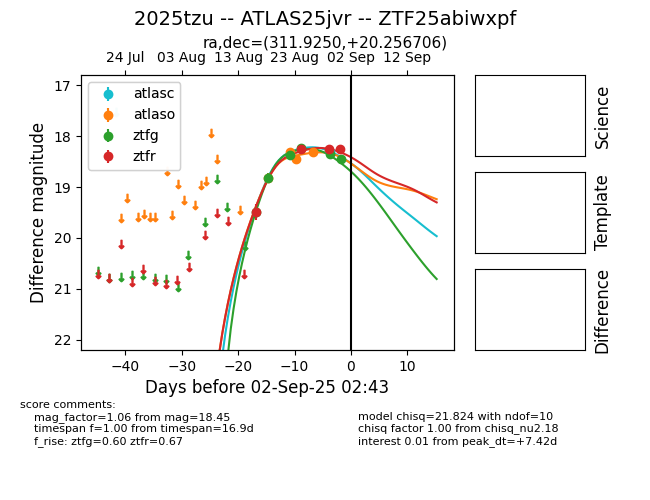 2025tzu -- ATLAS25jvr -- ZTF25abiwxpf
ra,dec=(311.9250,+20.256706)
24 Jul 03 Aug 13 Aug 23 Aug 02 Sep 12 Sep
17
18
19
20
21
22
Difference magnitude
atlasc
atlaso
ztfg
ztfr
−40 −30 −20 −10 0 10
Days before 02-Sep-25 02:43
Science
Template
Difference
score comments:
mag_factor=1.06 from mag=18.45
timespan f=1.00 from timespan=16.9d
f_rise: ztfg=0.60 ztfr=0.67
model chisq=21.824 with ndof=10
chisq factor 1.00 from chisq_nu2.18
interest 0.01 from peak_dt=+7.42d